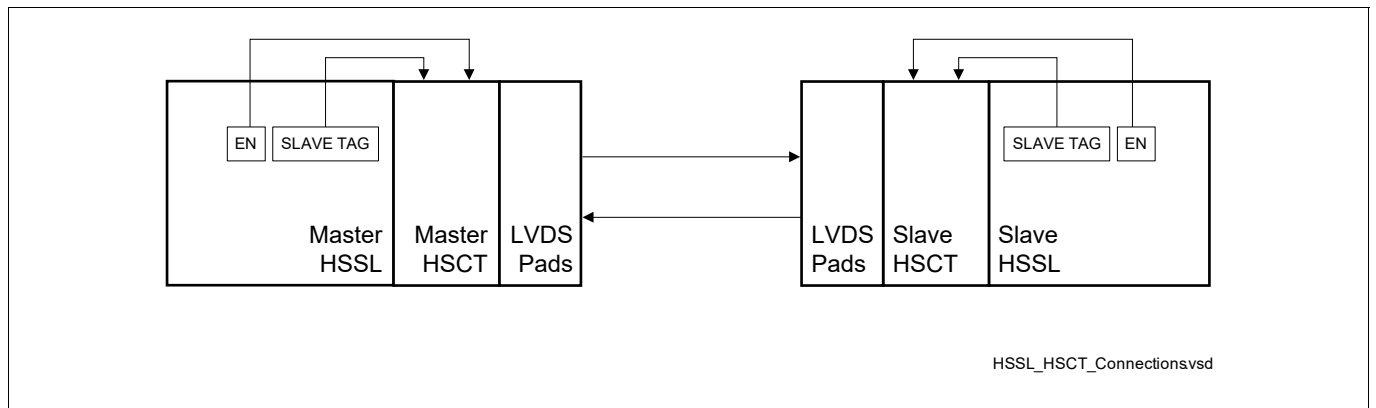 EN
SLAVE TAG
SLAVE TAG
EN
Master
HSSL
Master
HSCT
LVDS
Pads
LVDS
Pads
Slave
HSCT
Slave
HSSL
HSSL_HSCT_Connections.vsd